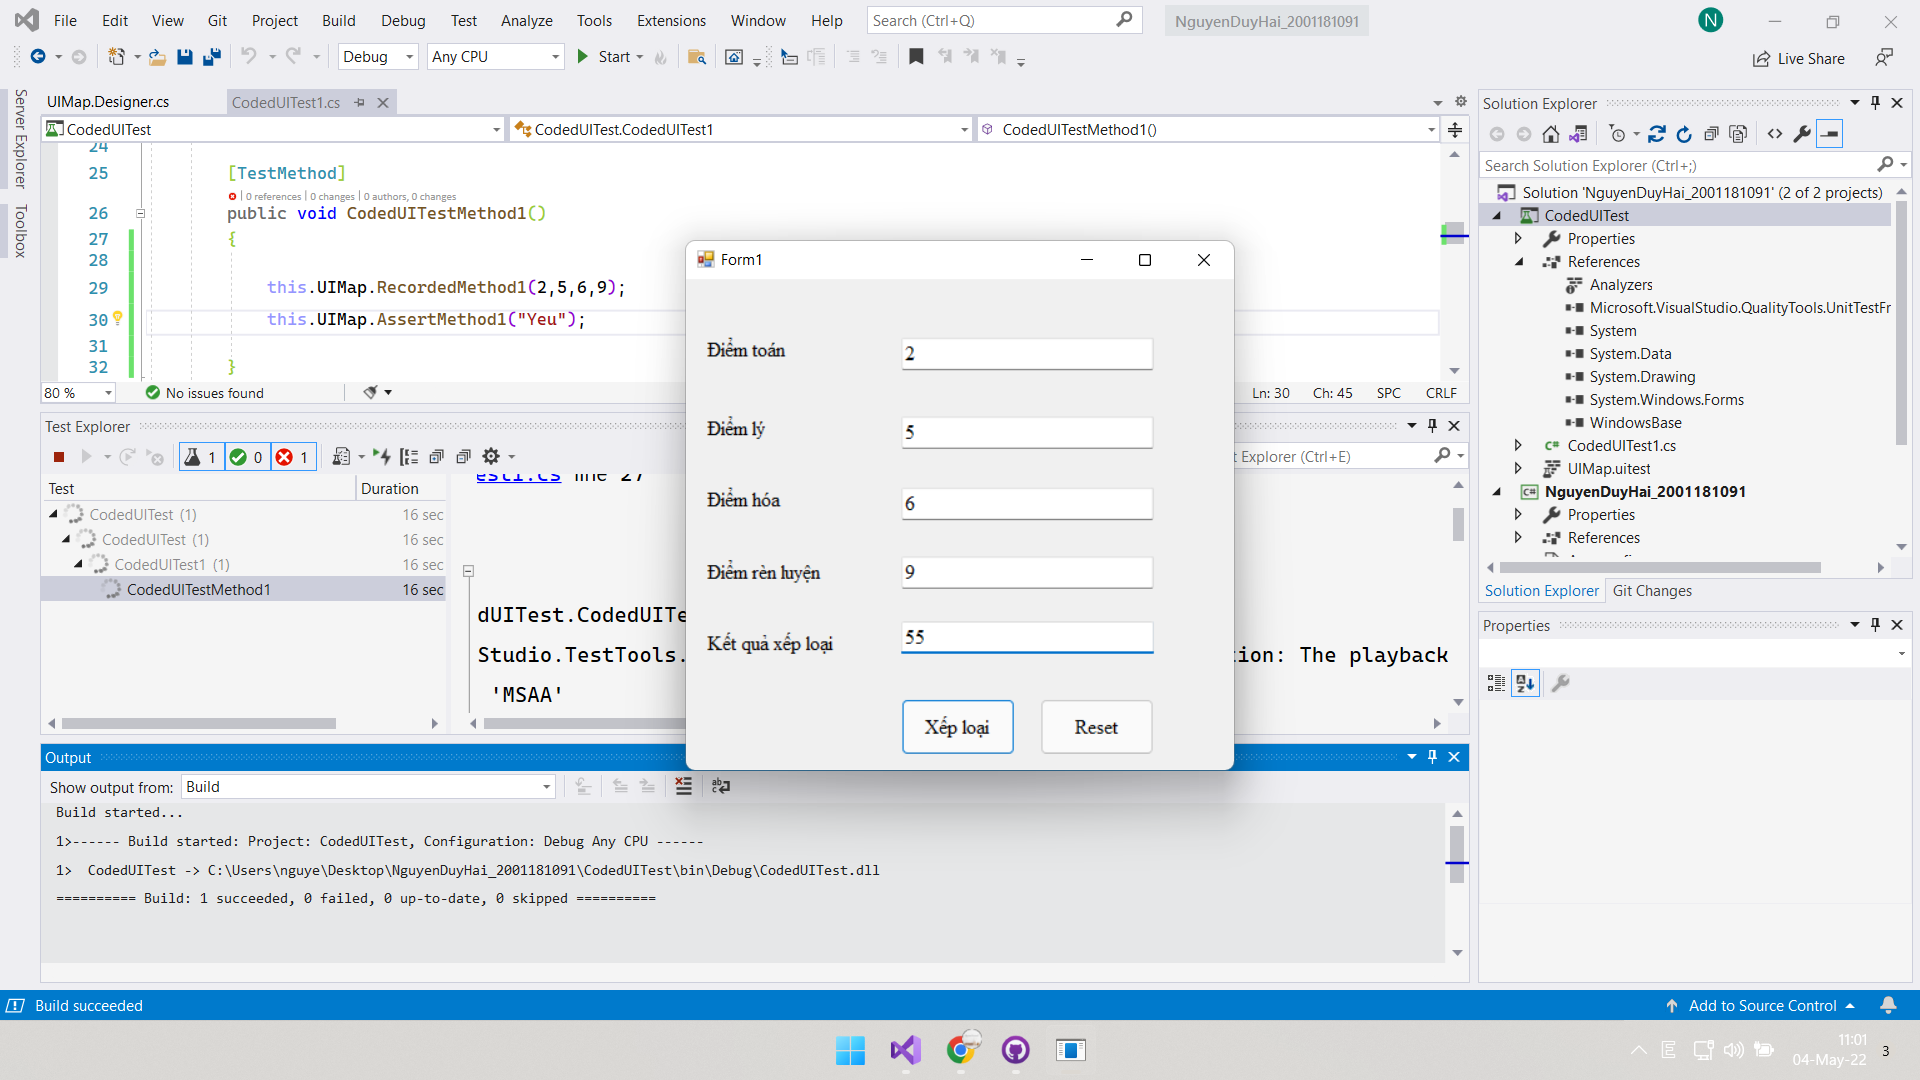 File Edit View Git Project Build Debug Test Analyze Tools Extensions Window Help Search (Ctrl+Q) NguyenDuyHai_2001181091 N
Debug Any CPU Start Live Share
Server Explorer
Toolbox
UIMap.Designer.cs CodedUITest1.cs
CodedUITest CodedUITest.CodedUITest1 CodedUITestMethod1()
24
25 [TestMethod]
0 references | 0 changes | 0 authors, 0 changes
26 public void CodedUITestMethod1()
27 {
28
29 this.UIMap.RecordedMethod1(2,5,6,9);
30 this.UIMap.AssertMethod1("Yeu");
31
32 }
80 % No issues found Ln: 30 Ch: 45 SPC CRLF
Test Explorer
1 0 1 t Explorer (Ctrl+E)
Test Duration
CodedUITest (1) 16 sec
CodedUITest (1) 16 sec
CodedUITest1 (1) 16 sec
CodedUITestMethod1 16 sec
est1.cs line 27
dUITest.CodedUITe
Studio.TestTools. ion: The playback
'MSAA'
Form1
Điểm toán 2
Điểm lý 5
Điểm hóa 6
Điểm rèn luyện 9
Kết quả xếp loại 55
Xếp loại Reset
Output
Show output from: Build
Build started...
1>------ Build started: Project: CodedUITest, Configuration: Debug Any CPU ------
1> CodedUITest -> C:\Users\nguye\Desktop\NguyenDuyHai_2001181091\CodedUITest\bin\Debug\CodedUITest.dll
========== Build: 1 succeeded, 0 failed, 0 up-to-date, 0 skipped ==========
Solution Explorer
Search Solution Explorer (Ctrl+;)
Solution 'NguyenDuyHai_2001181091' (2 of 2 projects)
CodedUITest
Properties
References
Analyzers
Microsoft.VisualStudio.QualityTools.UnitTestFr
System
System.Data
System.Drawing
System.Windows.Forms
WindowsBase
CodedUITest1.cs
UIMap.uitest
NguyenDuyHai_2001181091
Properties
References
Solution Explorer Git Changes
Properties
Build succeeded Add to Source Control
11:01
04-May-22 3